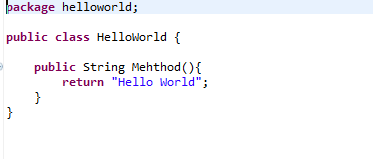 package helloworld;
public class HelloWorld {
public String Mehthod(){
return "Hello World";
}
}